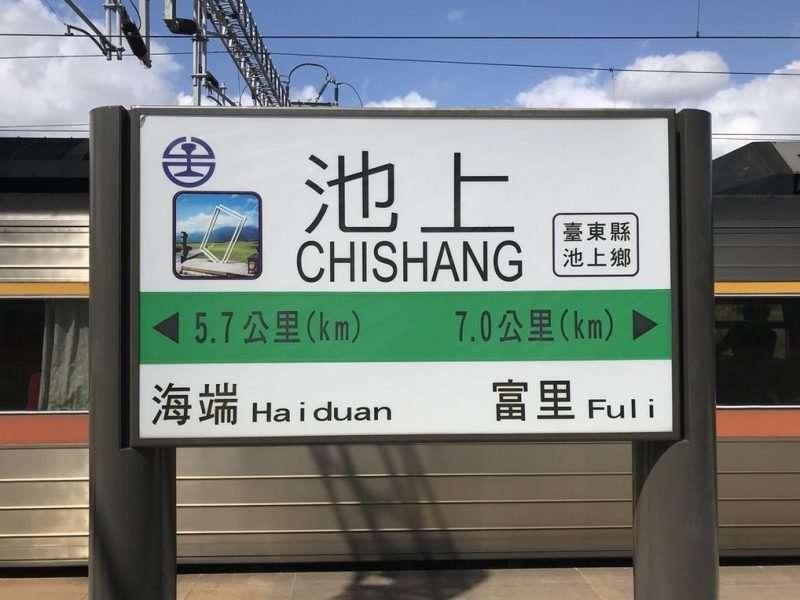 池上
CHISHANG
臺東縣
池上鄉
◀ 5.7公里(km)
7.0公里(km) ▶
海端 Haiduan
富里 Fuli